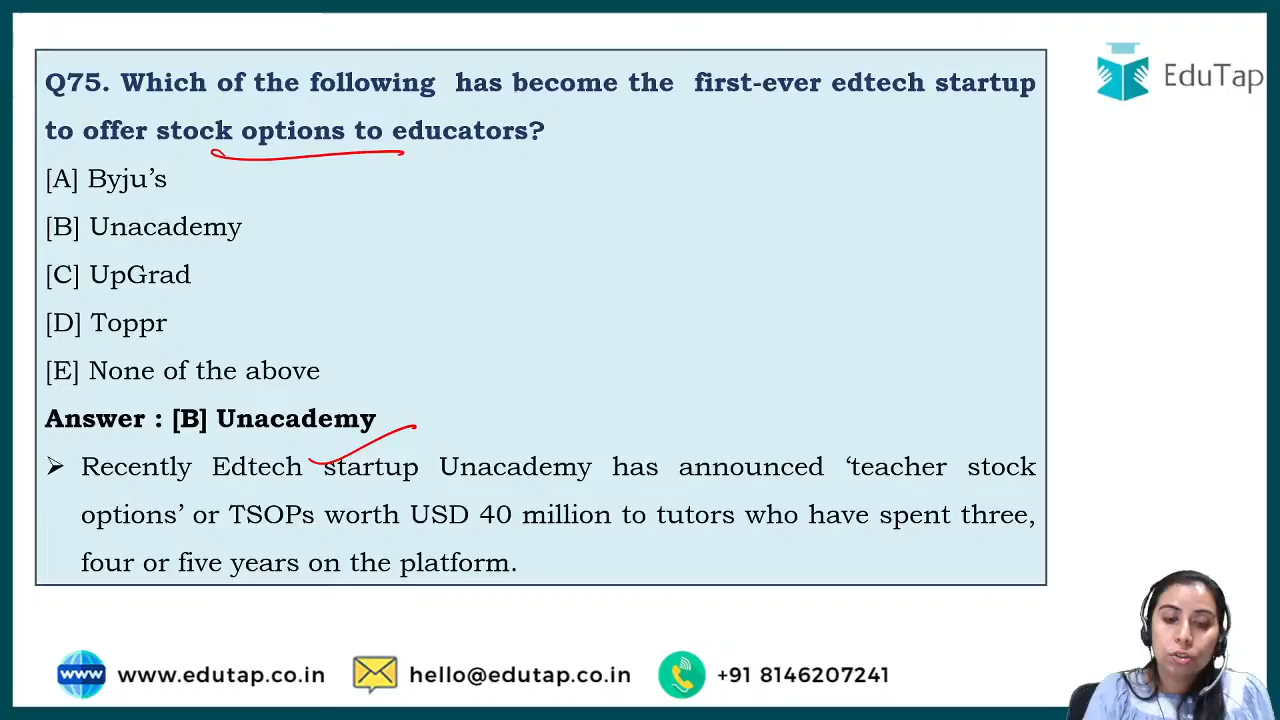 Q75. Which of the following has become the first-ever edtech startup
to offer stock options to educators?
[A] Byju's
[B] Unacademy
[C] UpGrad
[D] Toppr
[E] None of the above
Answer : [B] Unacademy
➢ Recently Edtech startup Unacademy has announced ‘teacher stock
options’ or TSOPs worth USD 40 million to tutors who have spent three,
four or five years on the platform.
EduTap
www www.edutap.co.in hello@edutap.co.in +91 8146207241